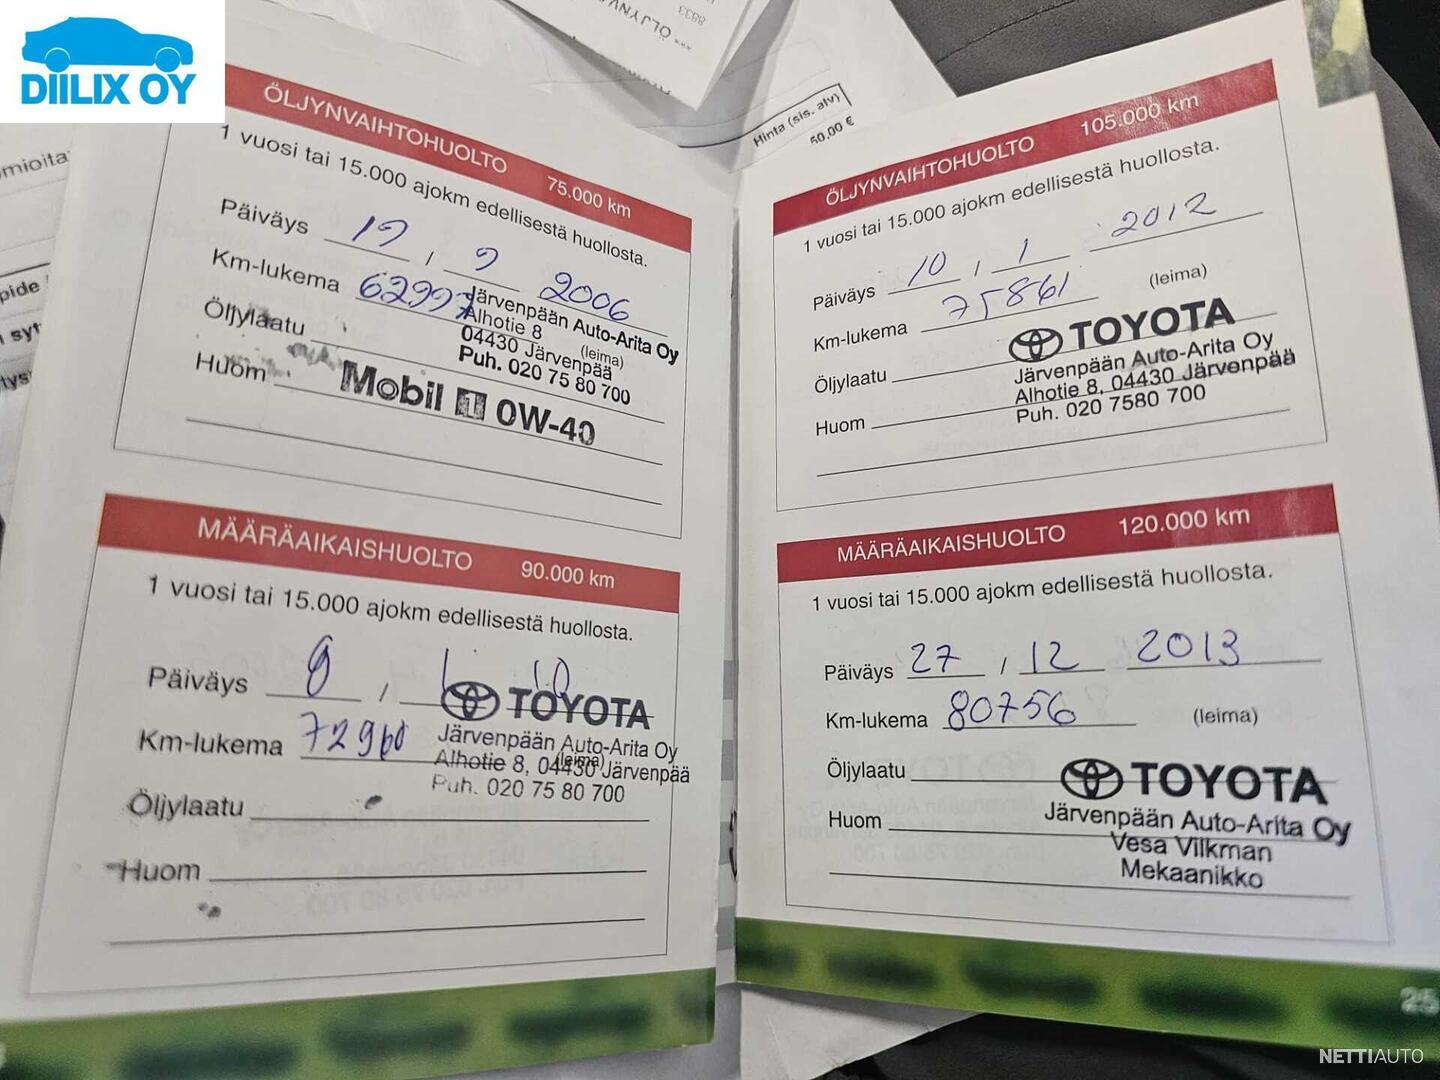 DIILIX OY
*** ÖLJYNV
8833
Hinta (sis. alv)
50,00 €
mioita
pide
syt
ÖLJYNVAIHTOHUOLTO 75.000 km
1 vuosi tai 15.000 ajokm edellisestä huollosta.
Päiväys 19 / 9 2006
Km-lukema 62997
Järvenpään Auto-Arita Oy
Alhotie 8 (leima)
04430 Järvenpää
Puh. 020 75 80 700
Öljylaatu
Huom
Mobil 1 0W-40
MÄÄRÄAIKAISHUOLTO 90.000 km
1 vuosi tai 15.000 ajokm edellisestä huollosta.
Päiväys 8 / 1 10
Km-lukema 72960 (leima)
TOYOTA
Järvenpään Auto-Arita Oy
Alhotie 8, 04430 Järvenpää
Puh. 020 75 80 700
Öljylaatu
Huom
ÖLJYNVAIHTOHUOLTO 105.000 km
1 vuosi tai 15.000 ajokm edellisestä huollosta.
Päiväys 10 / 1 2012
Km-lukema 75861 (leima)
TOYOTA
Järvenpään Auto-Arita Oy
Alhotie 8, 04430 Järvenpää
Puh. 020 7580 700
Öljylaatu
Huom
MÄÄRÄAIKAISHUOLTO 120.000 km
1 vuosi tai 15.000 ajokm edellisestä huollosta.
Päiväys 27 / 12 2013
Km-lukema 80756 (leima)
Öljylaatu
TOYOTA
Järvenpään Auto-Arita Oy
Vesa Vilkman
Mekaanikko
Huom
25
NETTIAUTO